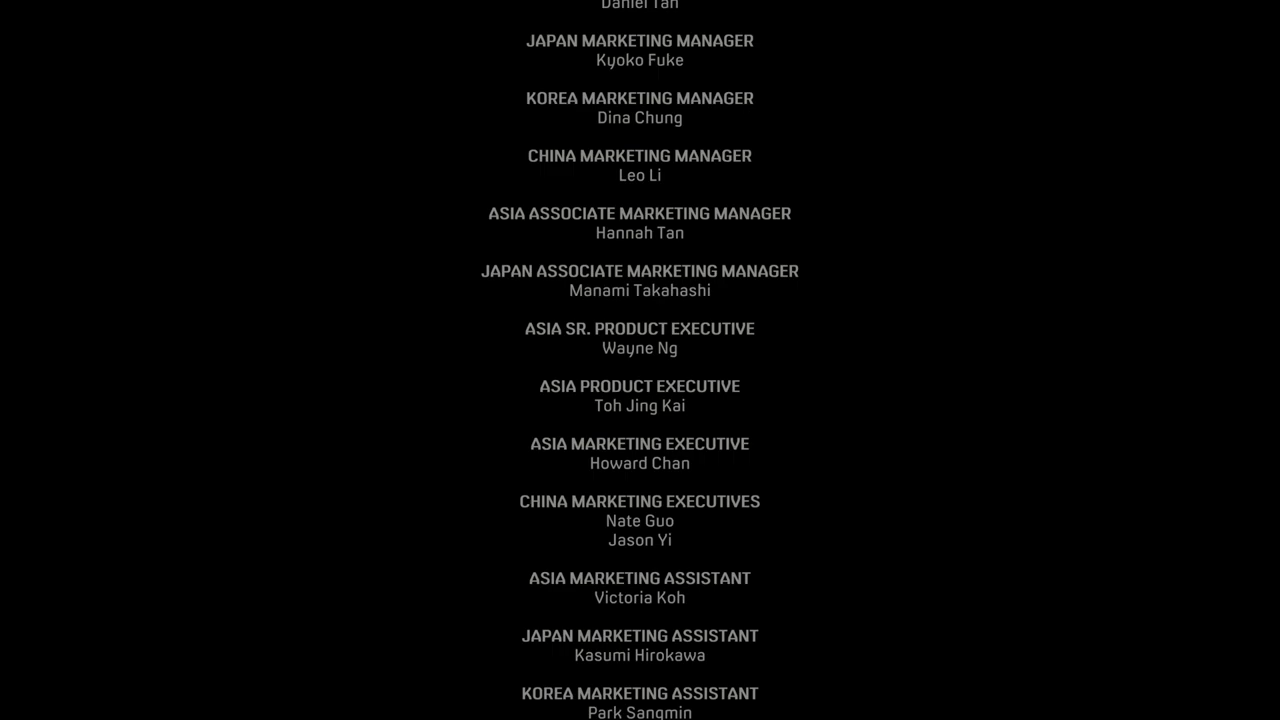 Daniel Tan
JAPAN MARKETING MANAGER
Kyoko Fuke
KOREA MARKETING MANAGER
Dina Chung
CHINA MARKETING MANAGER
Leo Li
ASIA ASSOCIATE MARKETING MANAGER
Hannah Tan
JAPAN ASSOCIATE MARKETING MANAGER
Manami Takahashi
ASIA SR. PRODUCT EXECUTIVE
Wayne Ng
ASIA PRODUCT EXECUTIVE
Toh Jing Kai
ASIA MARKETING EXECUTIVE
Howard Chan
CHINA MARKETING EXECUTIVES
Nate Guo
Jason Yi
ASIA MARKETING ASSISTANT
Victoria Koh
JAPAN MARKETING ASSISTANT
Kasumi Hirokawa
KOREA MARKETING ASSISTANT
Park Sangmin